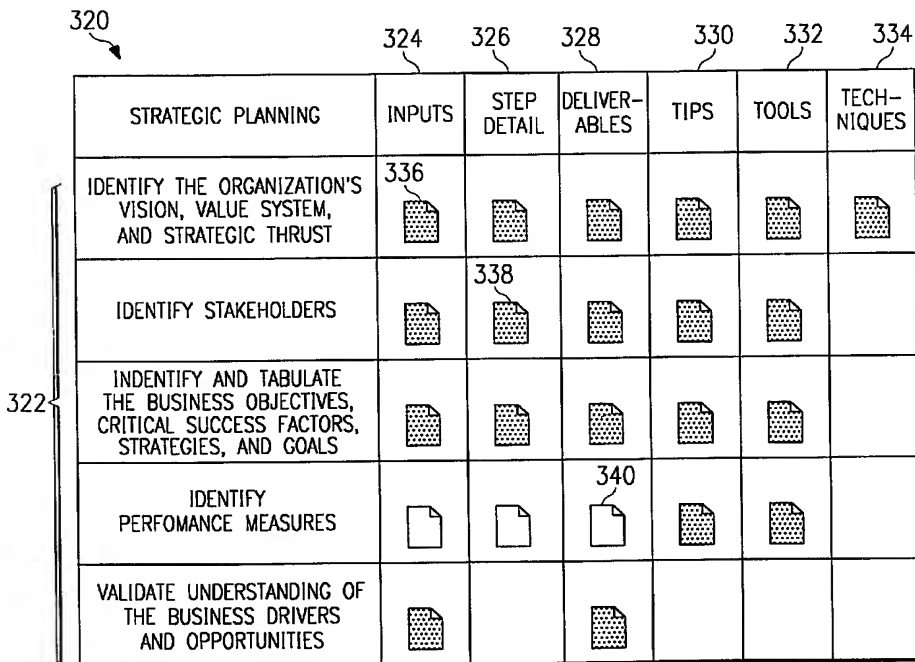 320
324
326
328
330
332
334
STRATEGIC PLANNING
INPUTS
STEP
DETAIL
DELIVER-
ABLES
TIPS
TOOLS
TECH-
NIQUES
322
IDENTIFY THE ORGANIZATION'S
VISION, VALUE SYSTEM,
AND STRATEGIC THRUST
336
IDENTIFY STAKEHOLDERS
338
INDENTIFY AND TABULATE
THE BUSINESS OBJECTIVES,
CRITICAL SUCCESS FACTORS,
STRATEGIES, AND GOALS
IDENTIFY
PERFOMANCE MEASURES
340
VALIDATE UNDERSTANDING OF
THE BUSINESS DRIVERS
AND OPPORTUNITIES